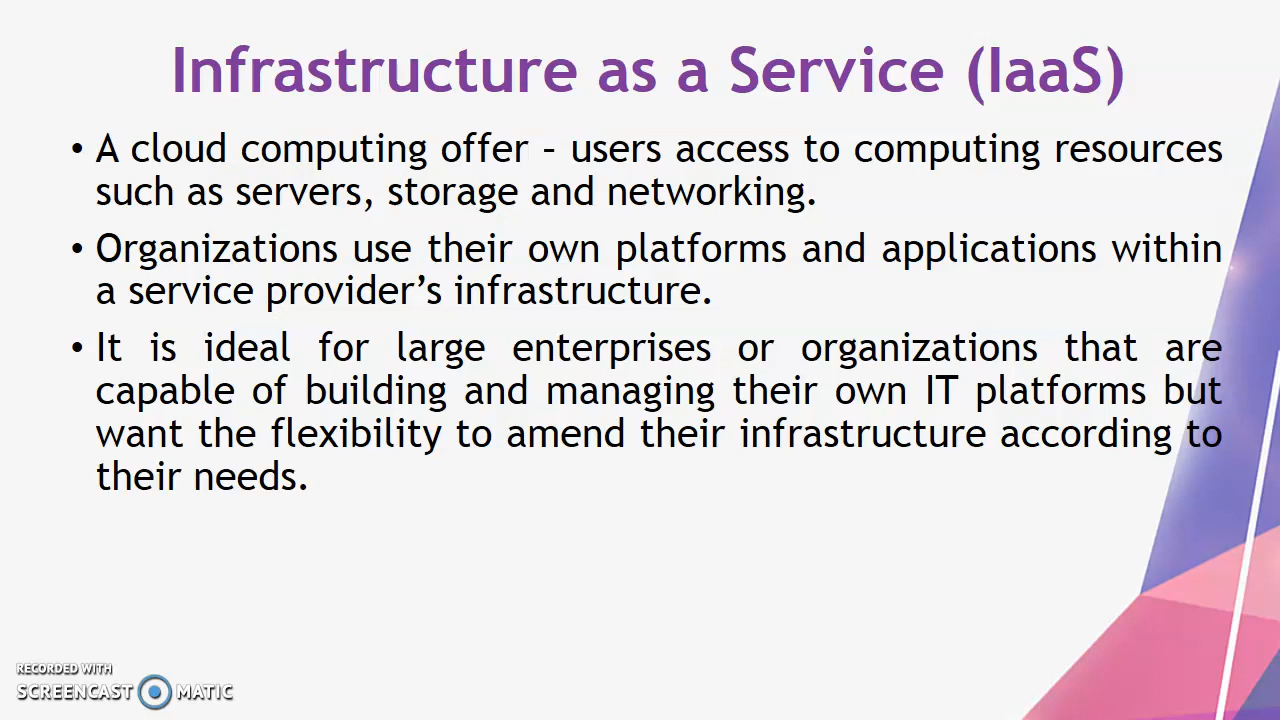 Infrastructure as a Service (IaaS)
• A cloud computing offer – users access to computing resources
such as servers, storage and networking.
• Organizations use their own platforms and applications within
a service provider’s infrastructure.
• It is ideal for large enterprises or organizations that are
capable of building and managing their own IT platforms but
want the flexibility to amend their infrastructure according to
their needs.
RECORDED WITH
SCREENCAST MATIC